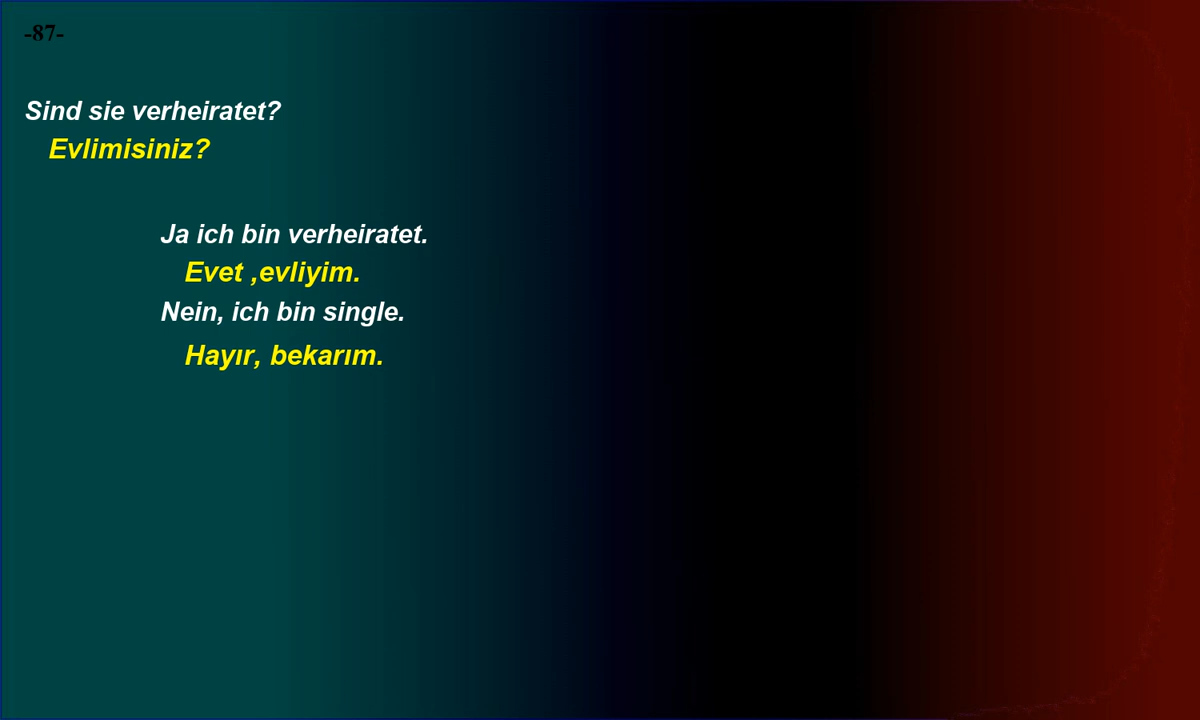 -87-
Sind sie verheiratet?
Evlimisiniz?
Ja ich bin verheiratet.
Evet ,evliyim.
Nein, ich bin single.
Hayır, bekarım.